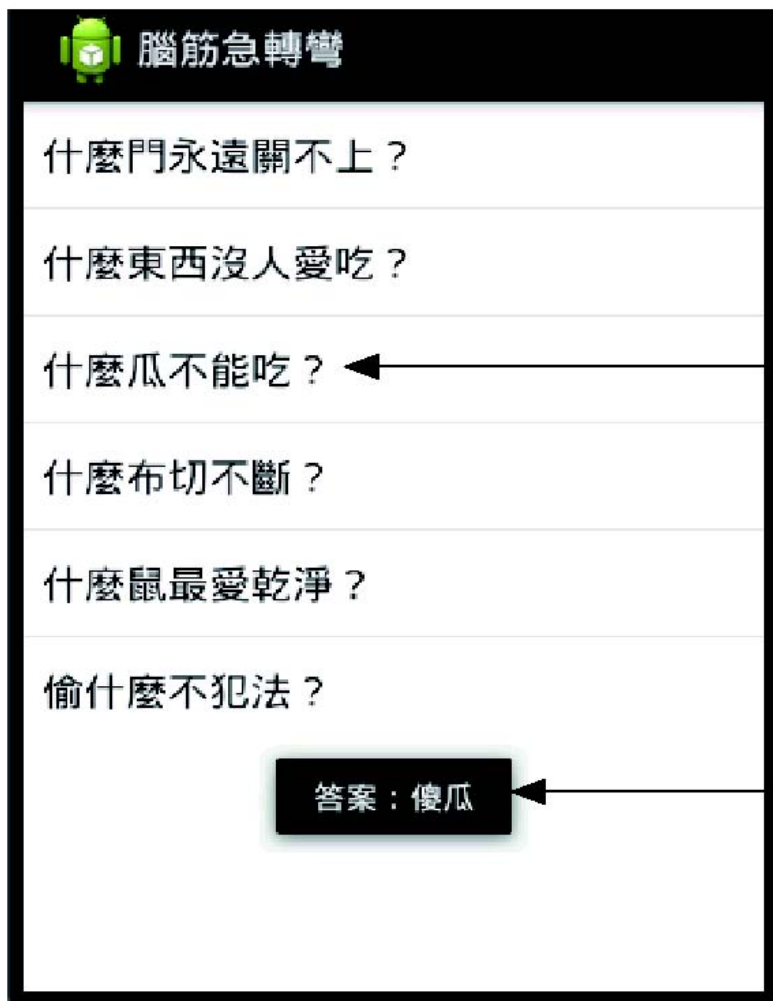 腦筋急轉彎
什麼門永遠關不上？
什麼東西沒人愛吃？
什麼瓜不能吃？
什麼布切不斷？
什麼鼠最愛乾淨？
偷什麼不犯法？
答案：傻瓜